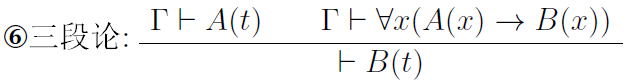 ⑥三段论: Γ ⊢ A(t)    Γ ⊢ ∀x(A(x) → B(x))
⊢ B(t)